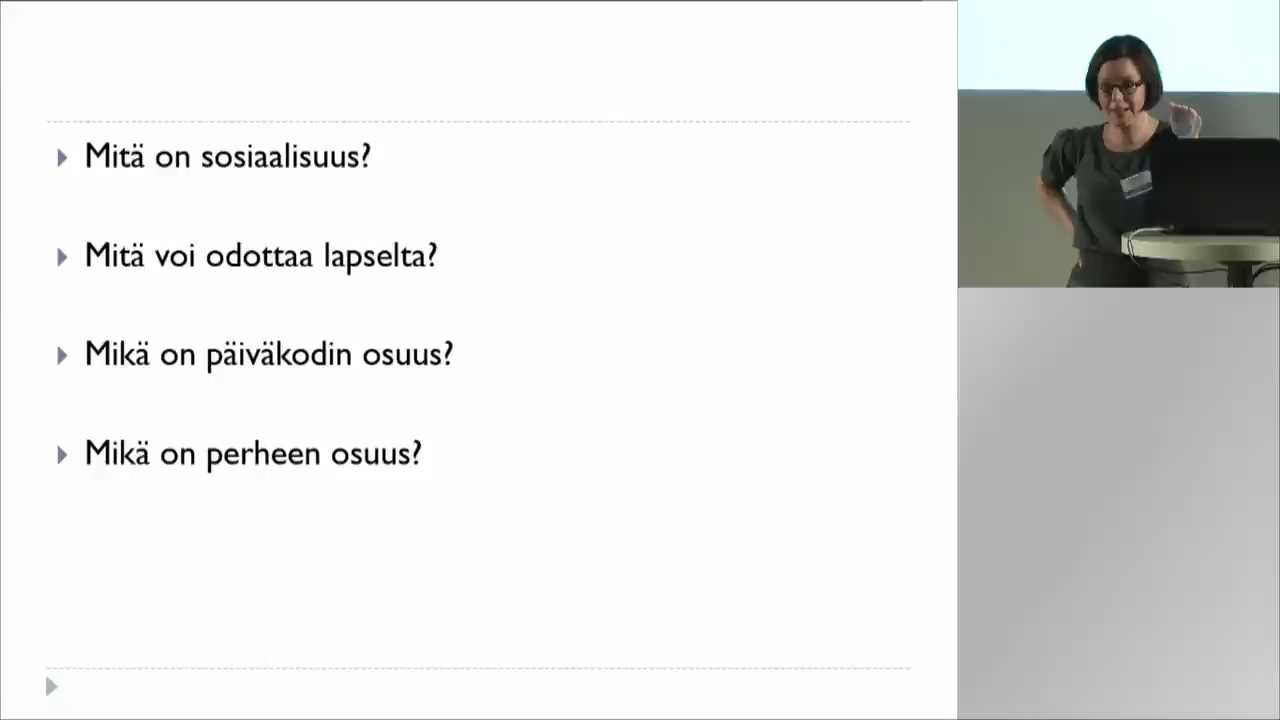 Mitä on sosiaalisuus?
Mitä voi odottaa lapselta?
Mikä on päiväkodin osuus?
Mikä on perheen osuus?